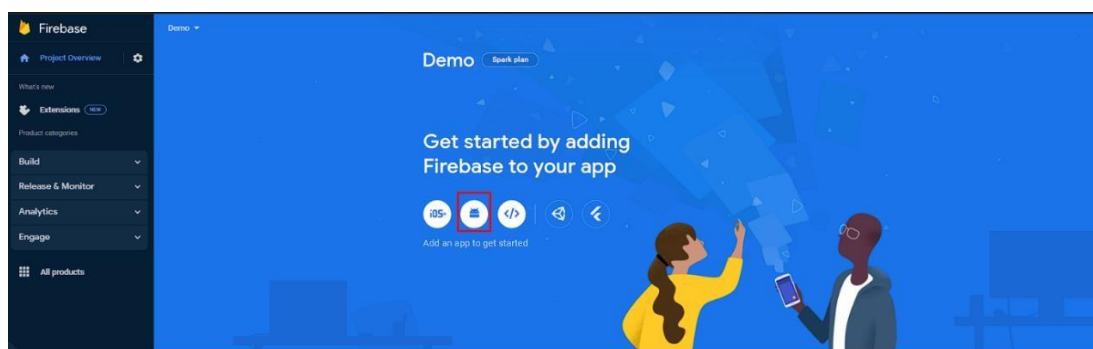 Firebase
Demo
Project Overview
What's new
Extensions NEW
Product categories
Build
Release & Monitor
Analytics
Engage
All products
Demo Spark plan
Get started by adding
Firebase to your app
iOS+ </>
Add an app to get started